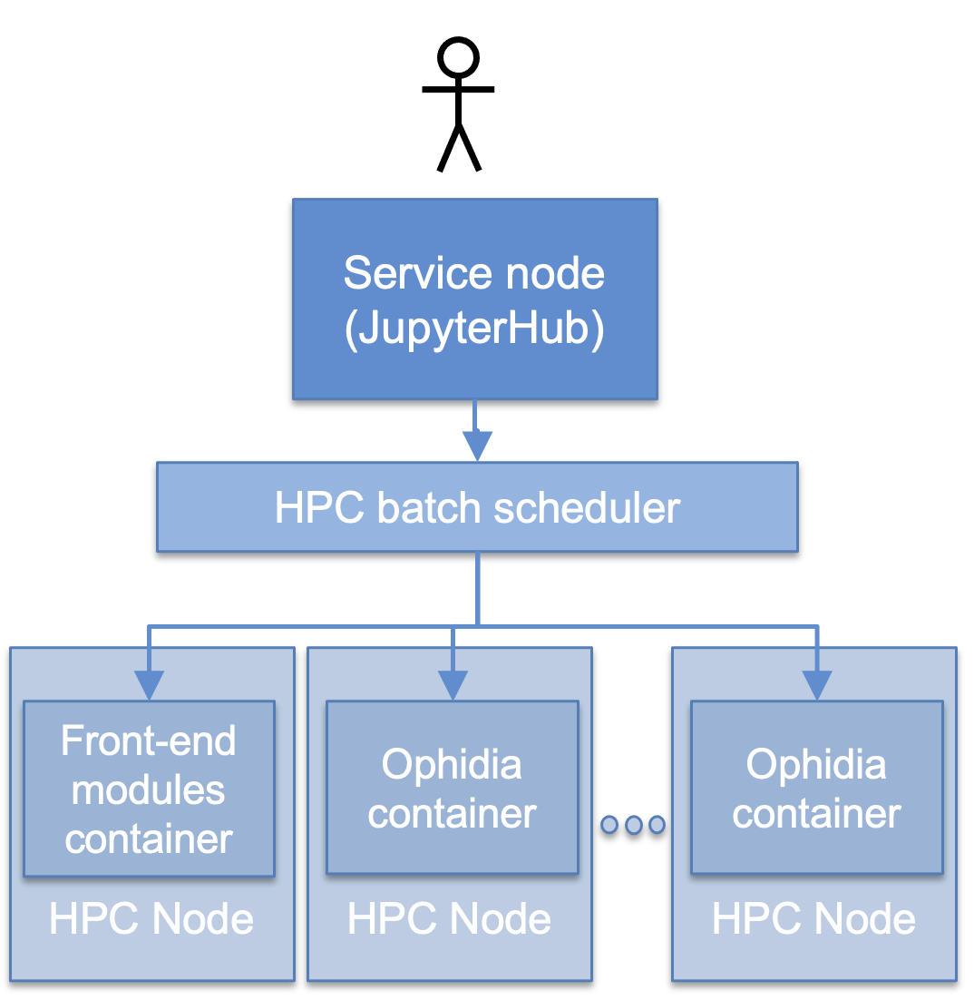 Service node
(JupyterHub)
HPC batch scheduler
Front-end
modules
container
HPC Node
Ophidia
container
HPC Node
Ophidia
container
HPC Node